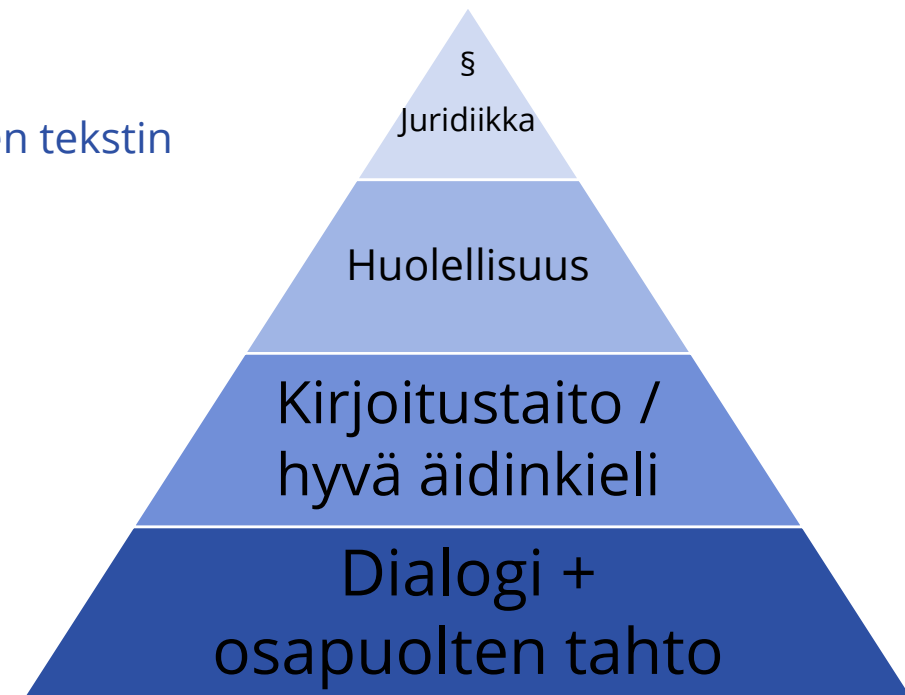 §
Juridiikka
n tekstin
Huolellisuus
Kirjoitustaito /
hyvä äidinkieli
Dialogi +
osapuolten tahto